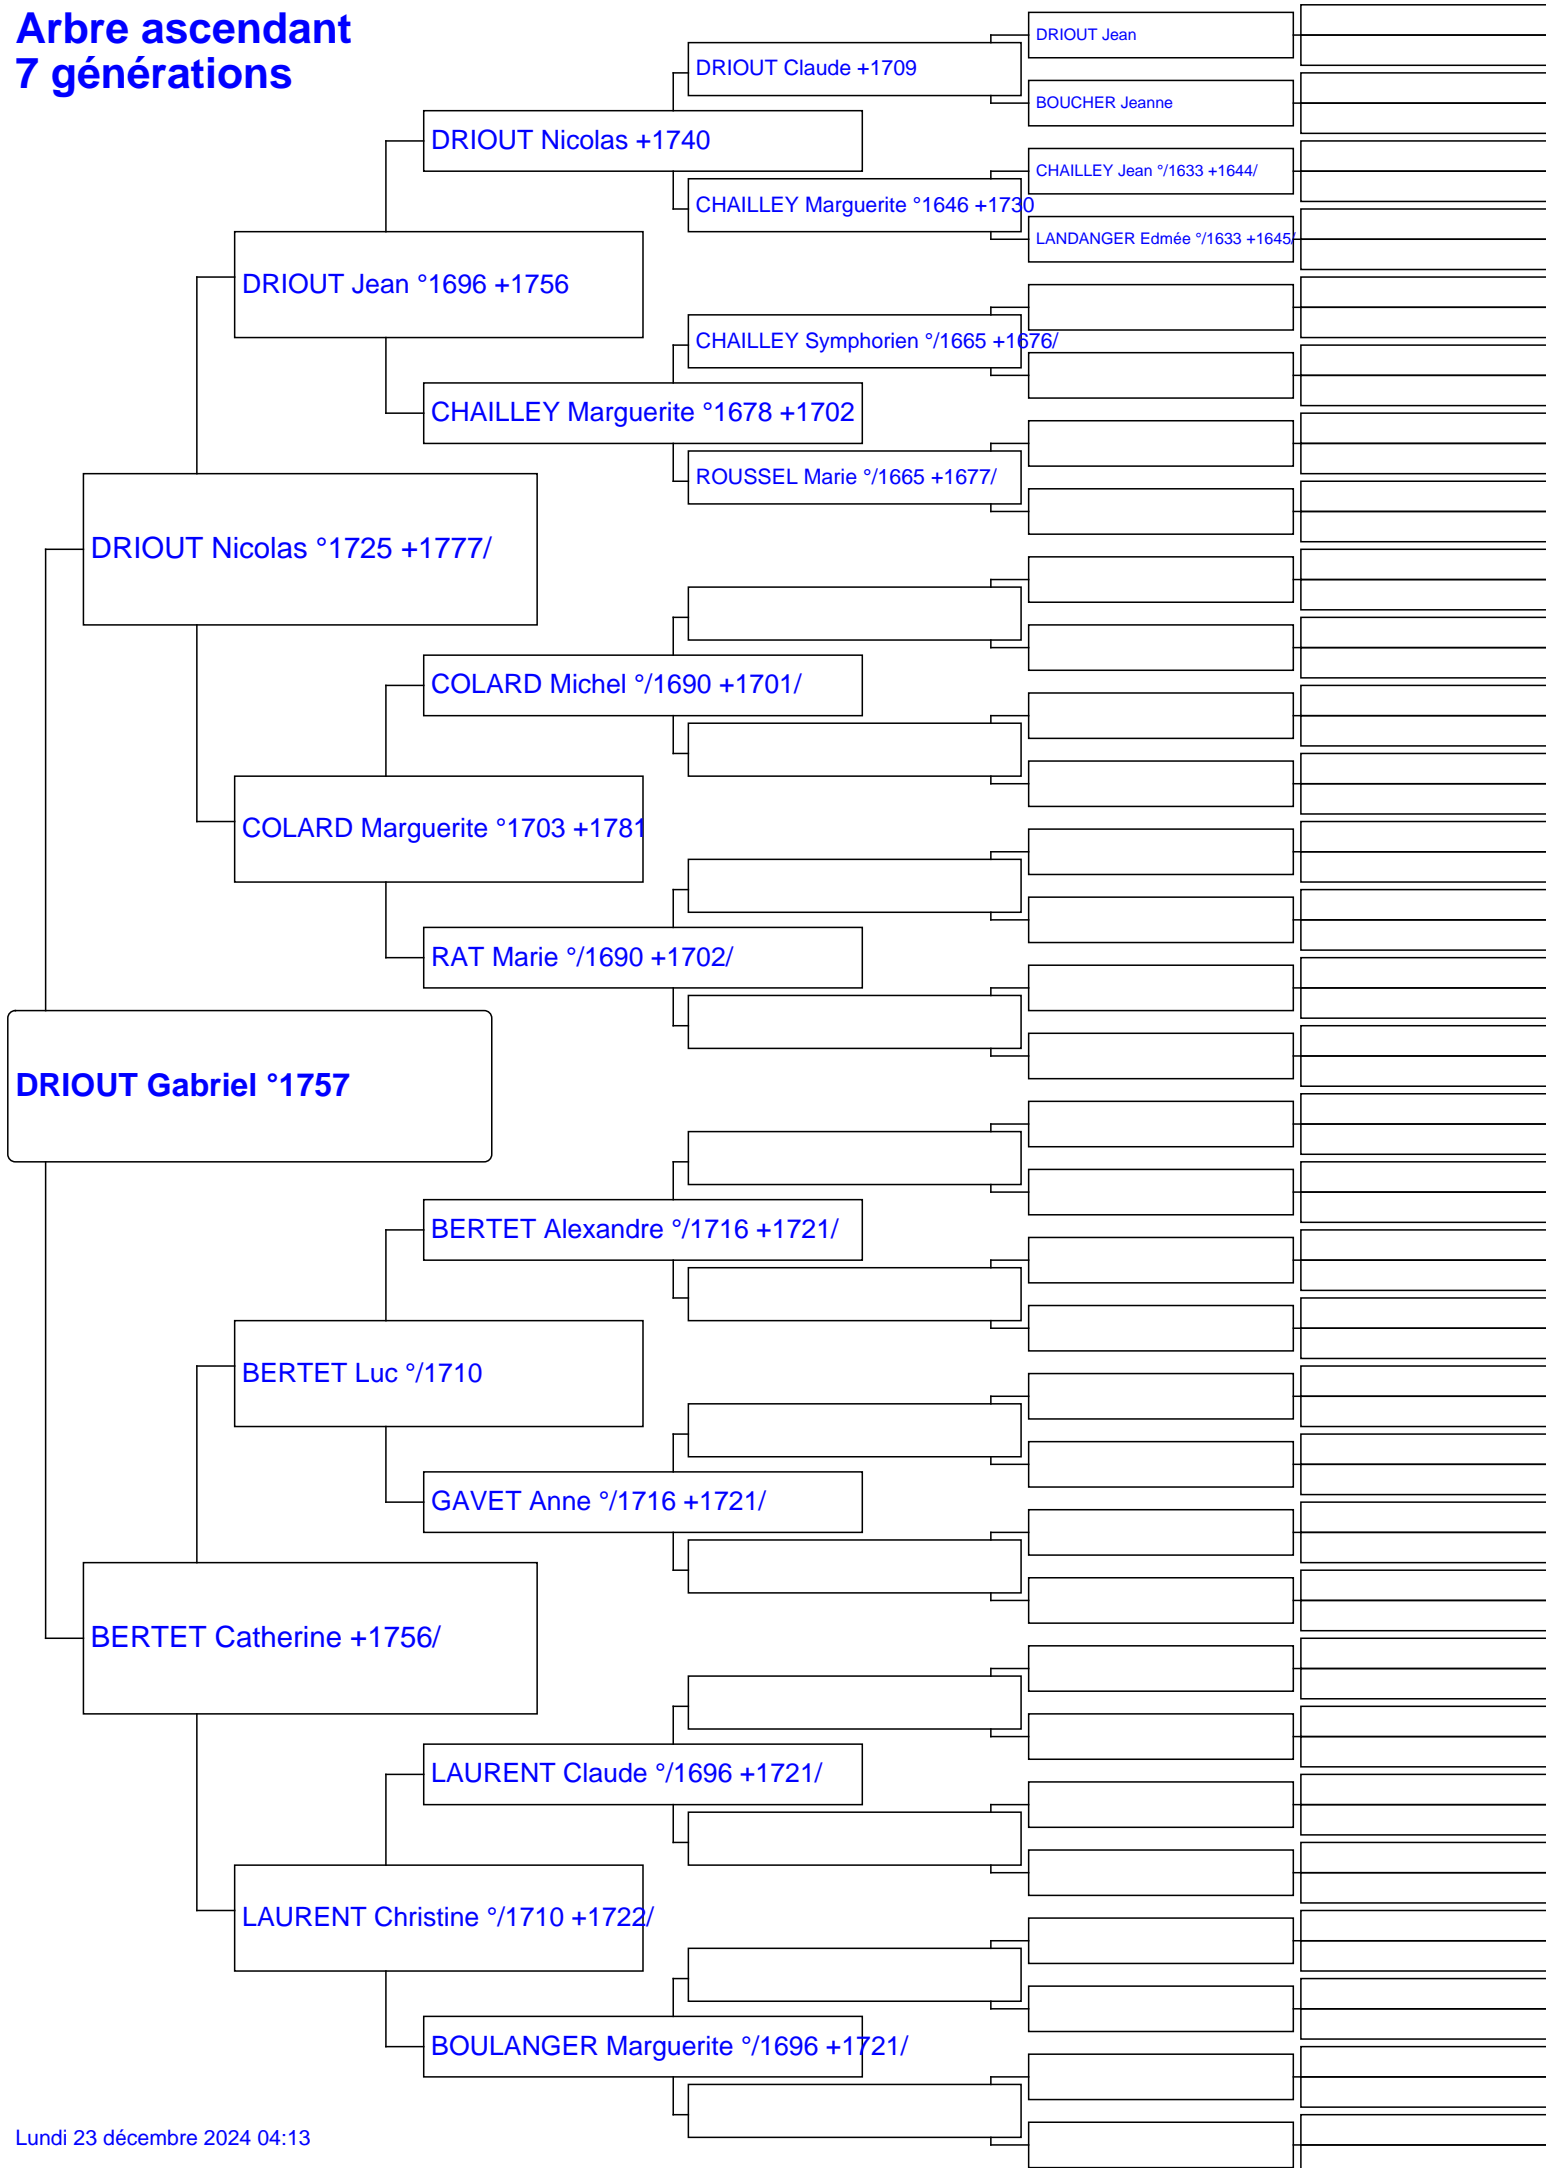 Arbre ascendant
7 générations
DRIOUT Jean
DRIOUT Claude +1709
BOUCHER Jeanne
DRIOUT Nicolas +1740
CHAILLEY Jean °/1633 +1644/
CHAILLEY Marguerite °1646 +1730
LANDANGER Edmée °/1633 +1645/
DRIOUT Jean °1696 +1756
CHAILLEY Symphorien °/1665 +1676/
CHAILLEY Marguerite °1678 +1702
ROUSSEL Marie °/1665 +1677/
DRIOUT Nicolas °1725 +1777/
COLARD Michel °/1690 +1701/
COLARD Marguerite °1703 +1781
RAT Marie °/1690 +1702/
DRIOUT Gabriel °1757
BERTET Alexandre °/1716 +1721/
BERTET Luc °/1710
GAVET Anne °/1716 +1721/
BERTET Catherine +1756/
LAURENT Claude °/1696 +1721/
LAURENT Christine °/1710 +1722/
BOULANGER Marguerite °/1696 +1721/
Lundi 23 décembre 2024 04:13